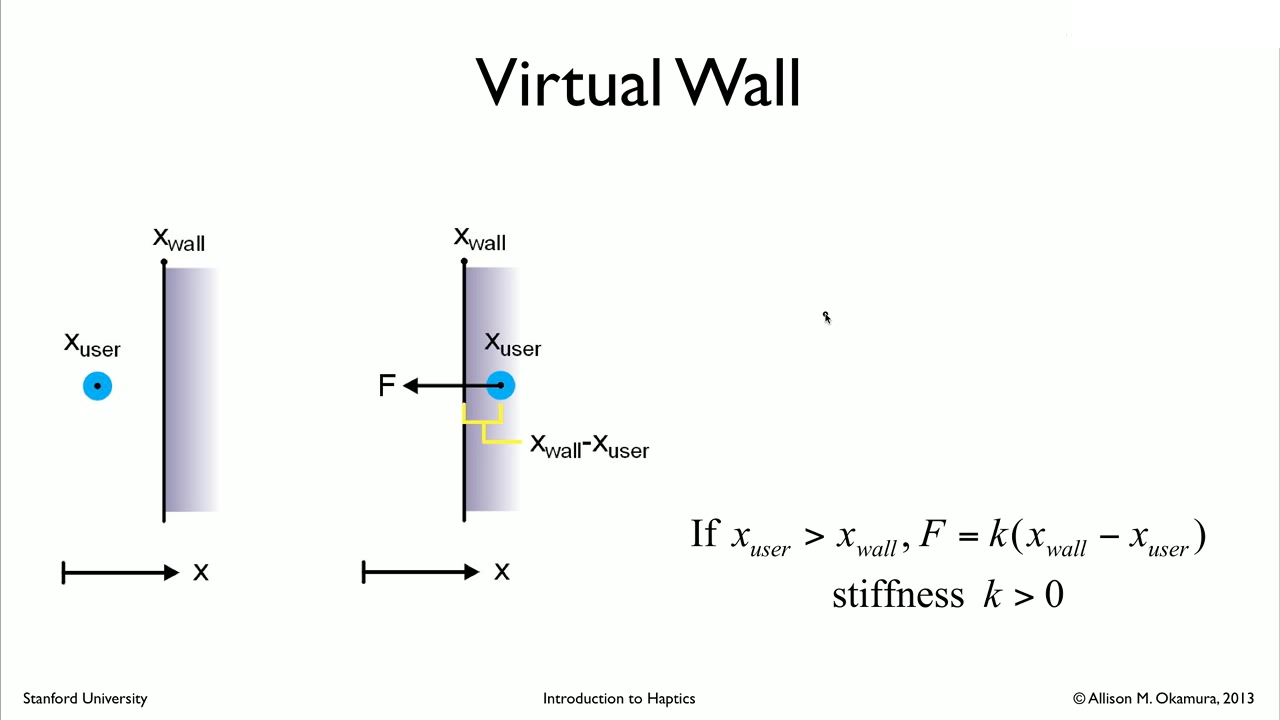 Virtual Wall
x_wall
x_user
x
x_wall
x_user
F
x_wall-x_user
x
If x_user > x_wall, F = k(x_wall − x_user)
stiffness k > 0
Stanford University
Introduction to Haptics
© Allison M. Okamura, 2013